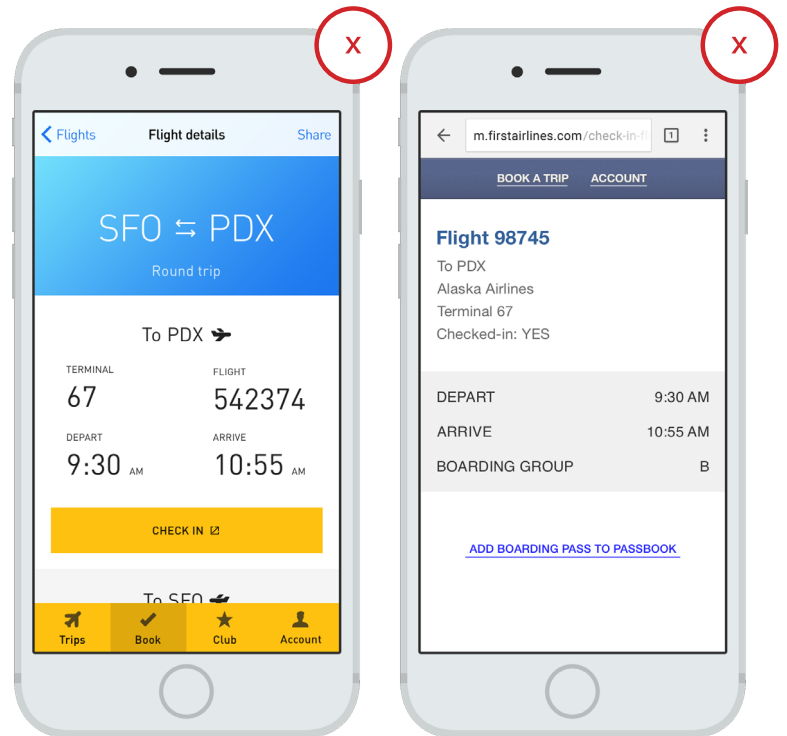 X
Flights
Flight details
Share
SFO ⇆ PDX
Round trip
To PDX
TERMINAL
FLIGHT
67
542374
DEPART
ARRIVE
9:30 AM
10:55 AM
CHECK IN
To SFO
Trips
Book
Club
Account
X
m.firstairlines.com/check-in-fl
1
BOOK A TRIP
ACCOUNT
Flight 98745
To PDX
Alaska Airlines
Terminal 67
Checked-in: YES
DEPART 9:30 AM
ARRIVE 10:55 AM
BOARDING GROUP B
ADD BOARDING PASS TO PASSBOOK